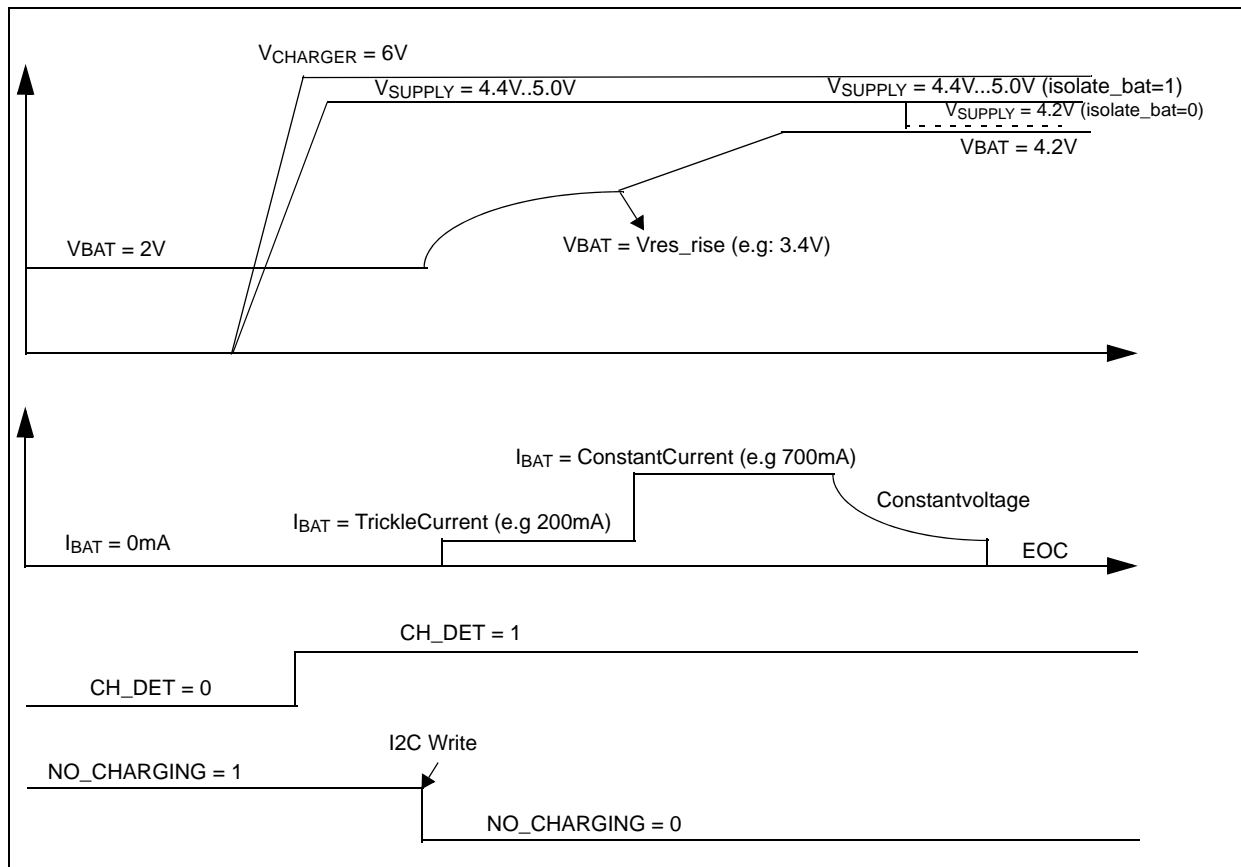 VCHARGER = 6V
VSUPPLY = 4.4V..5.0V
VSUPPLY = 4.4V...5.0V (isolate_bat=1)
VSUPPLY = 4.2V (isolate_bat=0)
VBAT = 4.2V
VBAT = 2V
VBAT = Vres_rise (e.g: 3.4V)
IBAT = ConstantCurrent (e.g 700mA)
Constantvoltage
IBAT = TrickleCurrent (e.g 200mA)
IBAT = 0mA
EOC
CH_DET = 1
CH_DET = 0
I2C Write
NO_CHARGING = 1
NO_CHARGING = 0